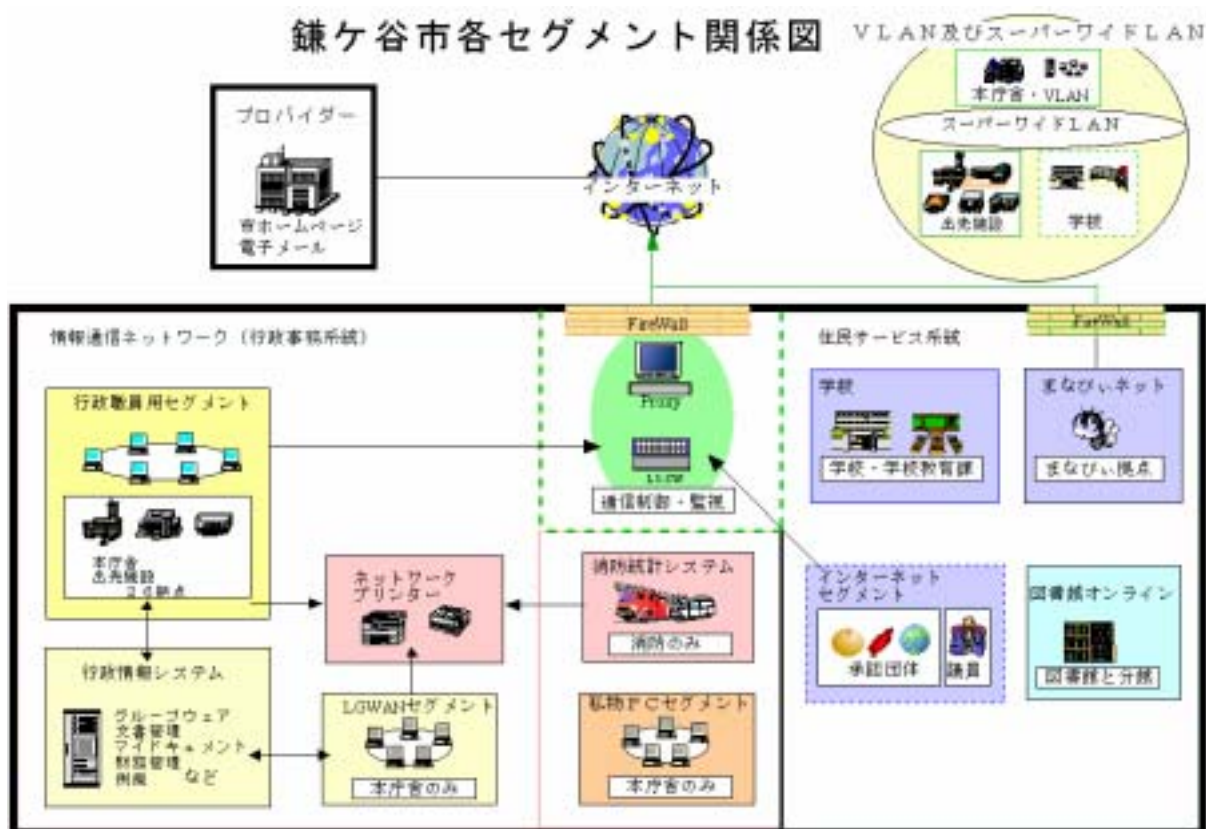 鎌ケ谷市各セグメント関係図
ＶＬＡＮ及びスーパーワイドＬＡＮ
本庁舎・VLAN
スーパーワイドＬＡＮ
出先施設
学校
プロバイダー
市ホームページ
電子メール
インターネット
情報通信ネットワーク（行政事務系統）
FireWall
Proxy
通信制御・監視
住民サービス系統
FireWall
行政職員用セグメント
本庁舎
出先施設
学校
学校・学校教育課
まなびぃネット
まなびぃ拠点
ネットワーク
プリンター
消防統計システム
消防のみ
インターネット
セグメント
承認団体
議員
図書館オンライン
図書館と分館
行政情報システム
グループウェア
文書管理
マイドキュメント
財務管理
例規
など
LGWANセグメント
本庁舎のみ
私物ＰＣセグメント
本庁舎のみ